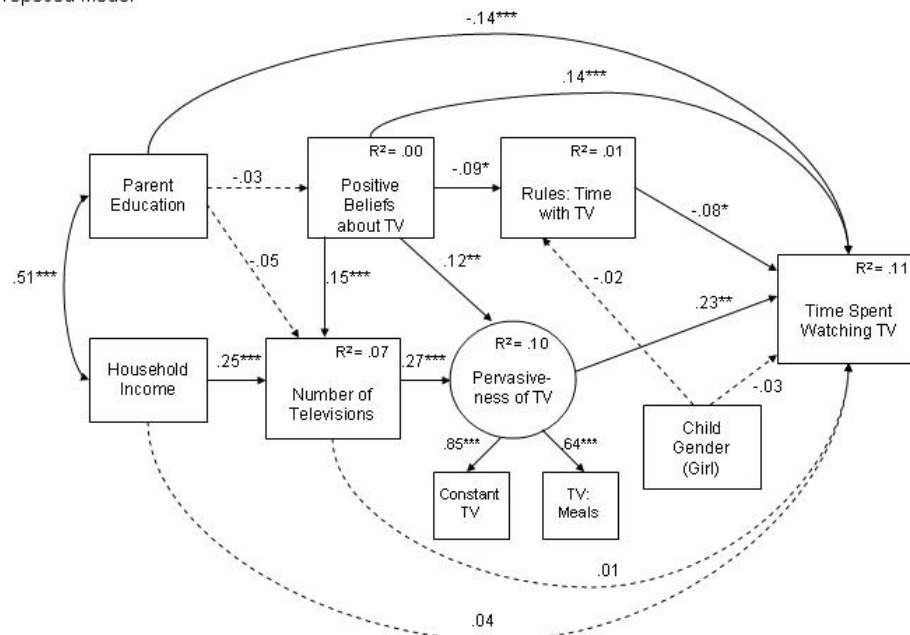 -.14***
.14***
R² = .00
R² = .01
Parent
Education
-.03
Positive
Beliefs
about TV
-.09*
Rules: Time
with TV
-.08*
R² = .11
.51***
-.05
.15***
.12**
-.02
.23**
Time Spent
Watching TV
Household
Income
.25***
R² = .07
Number of
Televisions
.27***
R² = .10
Pervasive-
ness of TV
-.03
Child
Gender
(Girl)
.85***
.64***
Constant
TV
TV:
Meals
.01
.04